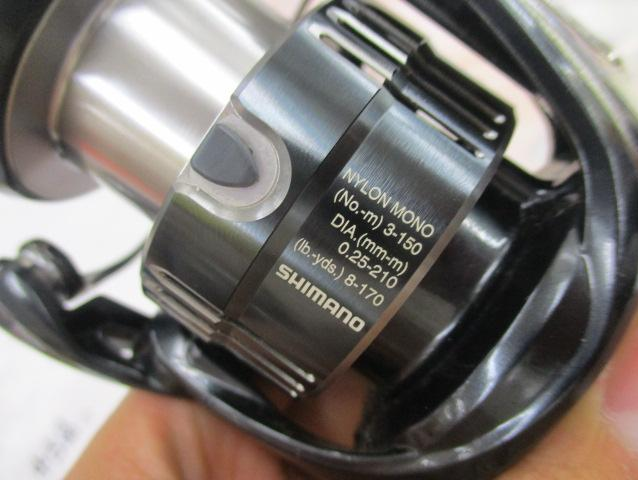 NYLON MONO
(No.-m) 3-150
DIA.(mm-m)
0.25-210
(lb.-yds.) 8-170
SHIMANO